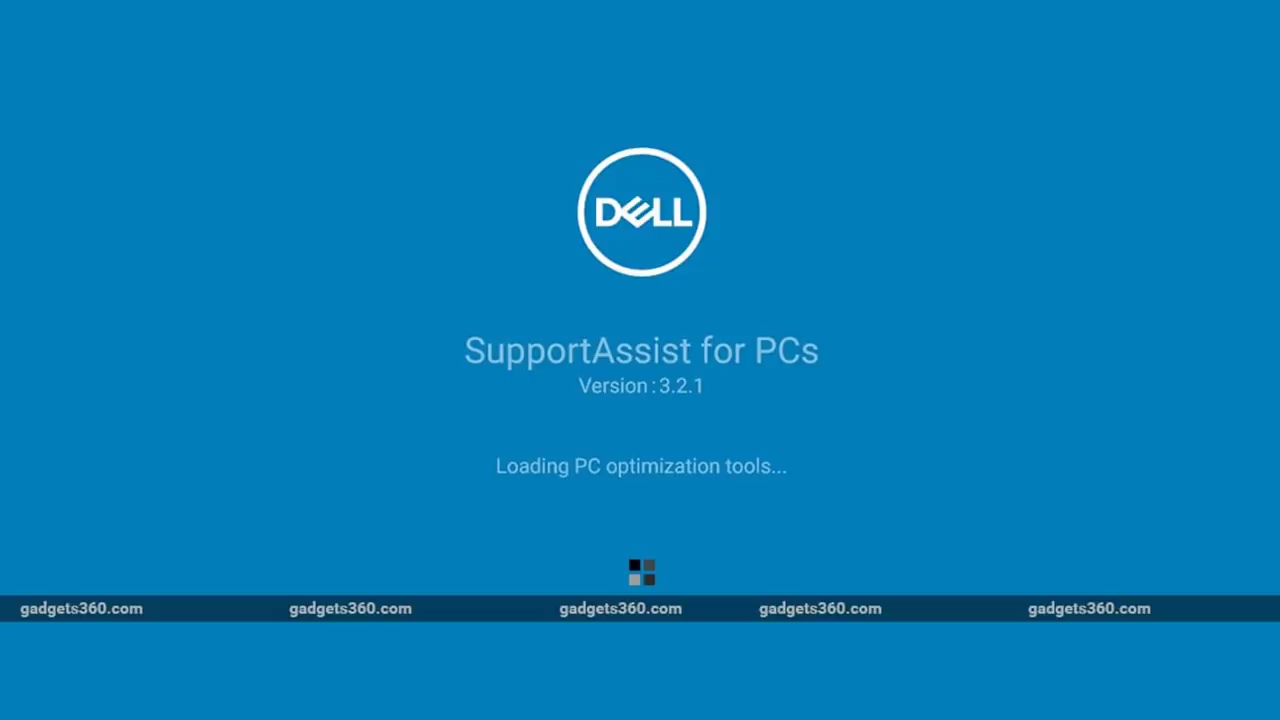 DELL
SupportAssist for PCs
Version : 3.2.1
Loading PC optimization tools...
gadgets360.com gadgets360.com gadgets360.com gadgets360.com gadgets360.com